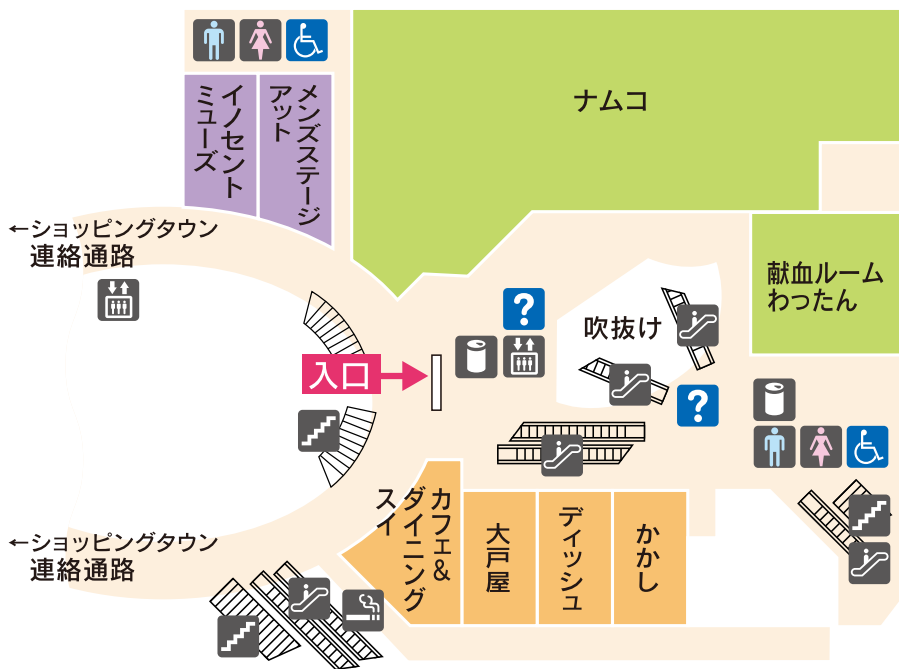 ナムコ
イノセント
ミューズ
メンズステージ
アット
←ショッピングタウン
連絡通路
献血ルーム
わったん
吹抜け
?
入口
?
カフェ&
ダイニング
スイ
大戸屋
ディッシュ
かかし
←ショッピングタウン
連絡通路